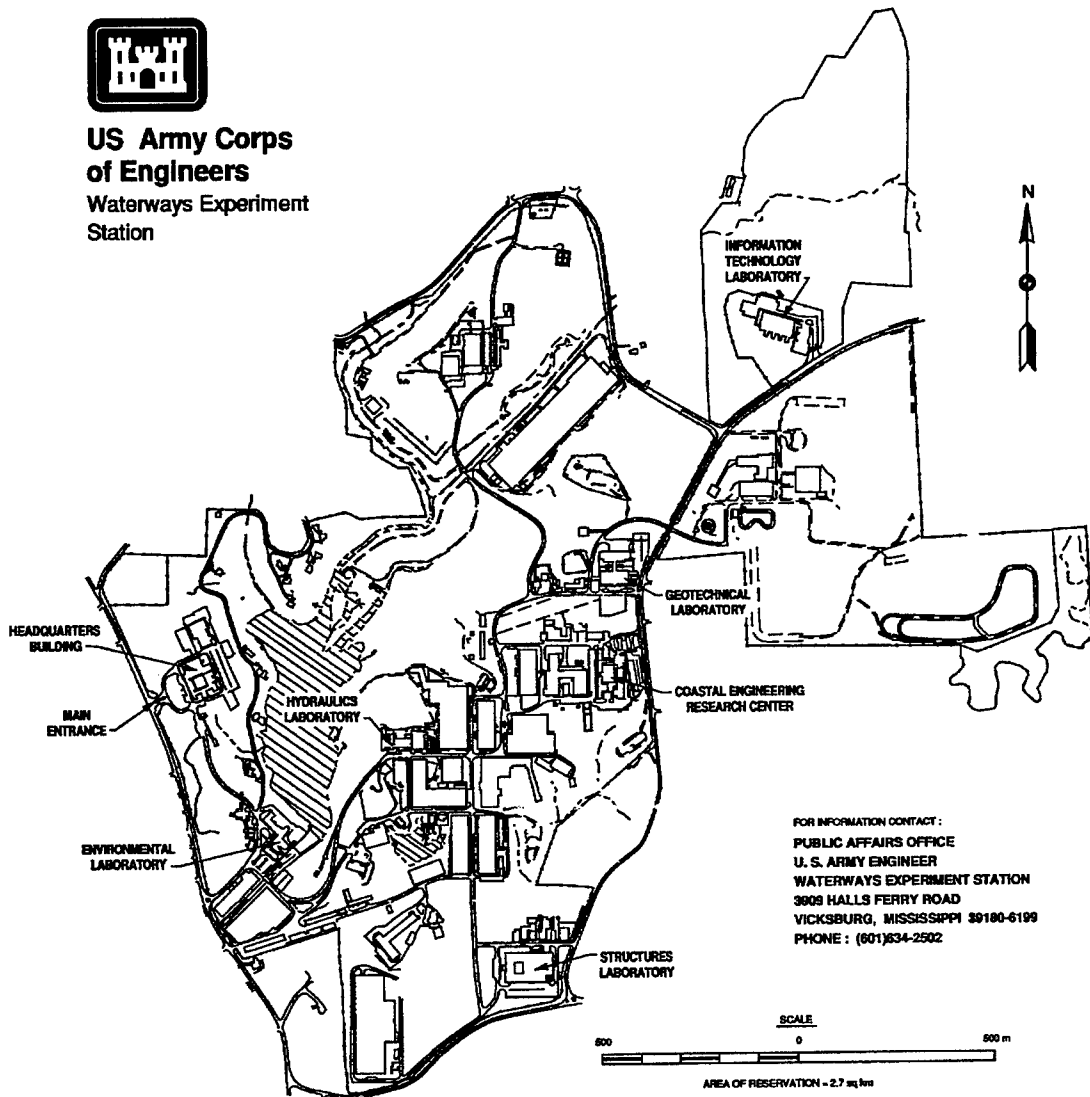 US Army Corps
of Engineers
Waterways Experiment
Station
N
INFORMATION
TECHNOLOGY
LABORATORY
GEOTECHNICAL
LABORATORY
HEADQUARTERS
BUILDING
HYDRAULICS
LABORATORY
COASTAL ENGINEERING
RESEARCH CENTER
MAIN
ENTRANCE
ENVIRONMENTAL
LABORATORY
FOR INFORMATION CONTACT :
PUBLIC AFFAIRS OFFICE
U. S. ARMY ENGINEER
WATERWAYS EXPERIMENT STATION
3909 HALLS FERRY ROAD
VICKSBURG, MISSISSIPPI 39180-6199
PHONE : (601)634-2502
STRUCTURES
LABORATORY
SCALE
500 0 500 m
AREA OF RESERVATION = 2.7 sq km